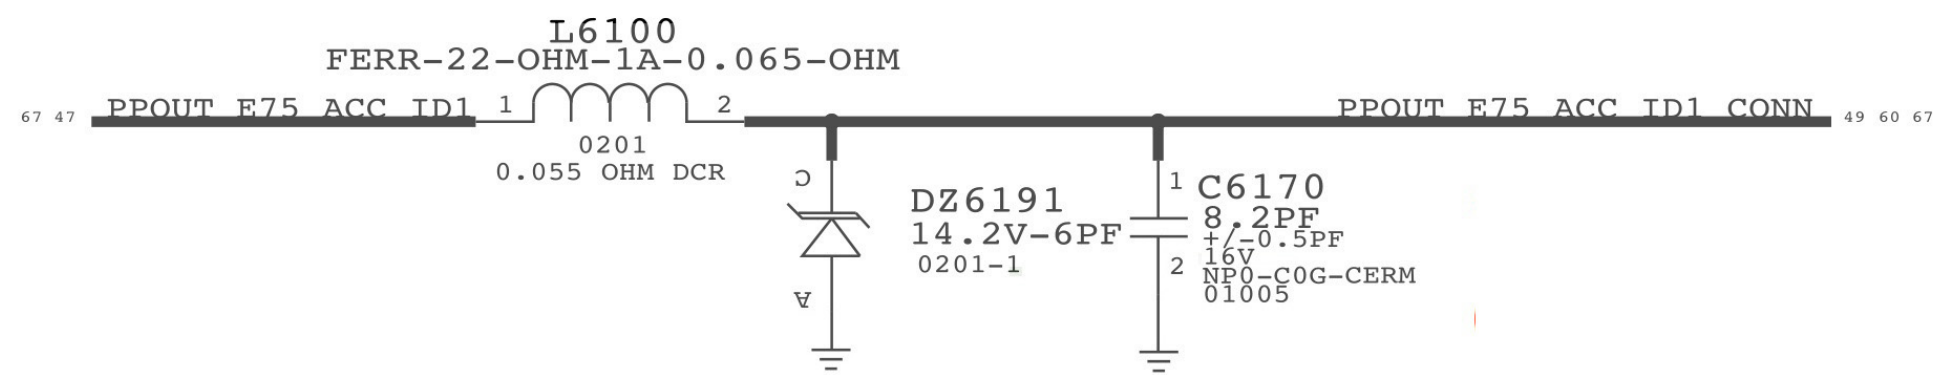 L6100
FERR-22-OHM-1A-0.065-OHM
67 47
PPOUT E75 ACC ID1
1
2
PPOUT E75 ACC ID1 CONN
49 60 67
0201
0.055 OHM DCR
C
A
DZ6191
14.2V-6PF
0201-1
1
2
C6170
8.2PF
+/-0.5PF
16V
NP0-C0G-CERM
01005